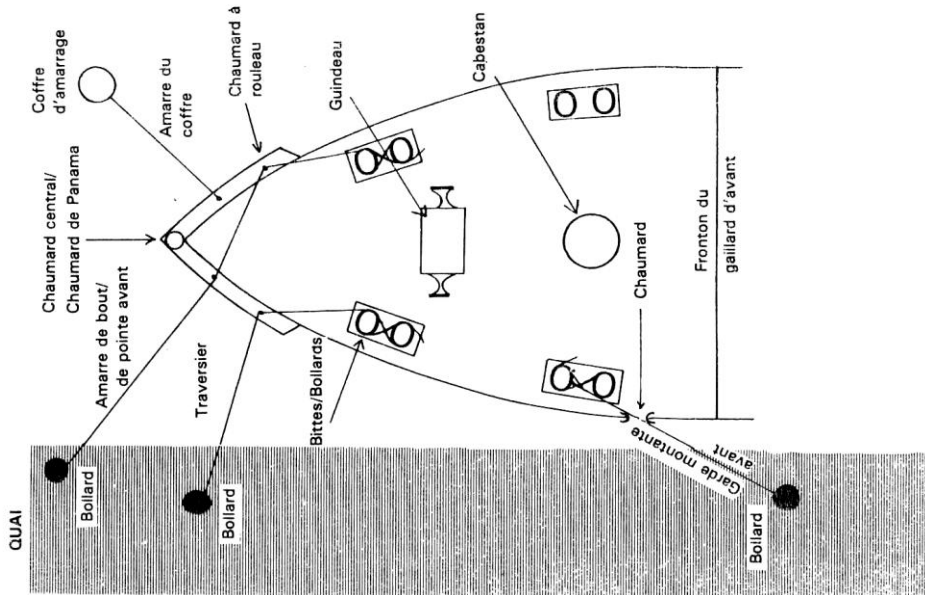 QUAI
Bollard
Bollard
Bollard
Amarre de bout/
de pointe avant
Traversier
Bittes/Bollards
Garde montante
avant
Chaumard central/
Chaumard de Panama
Coffre
d'amarrage
Amarre du
coffre
Chaumard à
rouleau
Guindeau
Cabestan
Chaumard
Fronton du
gaillard d'avant